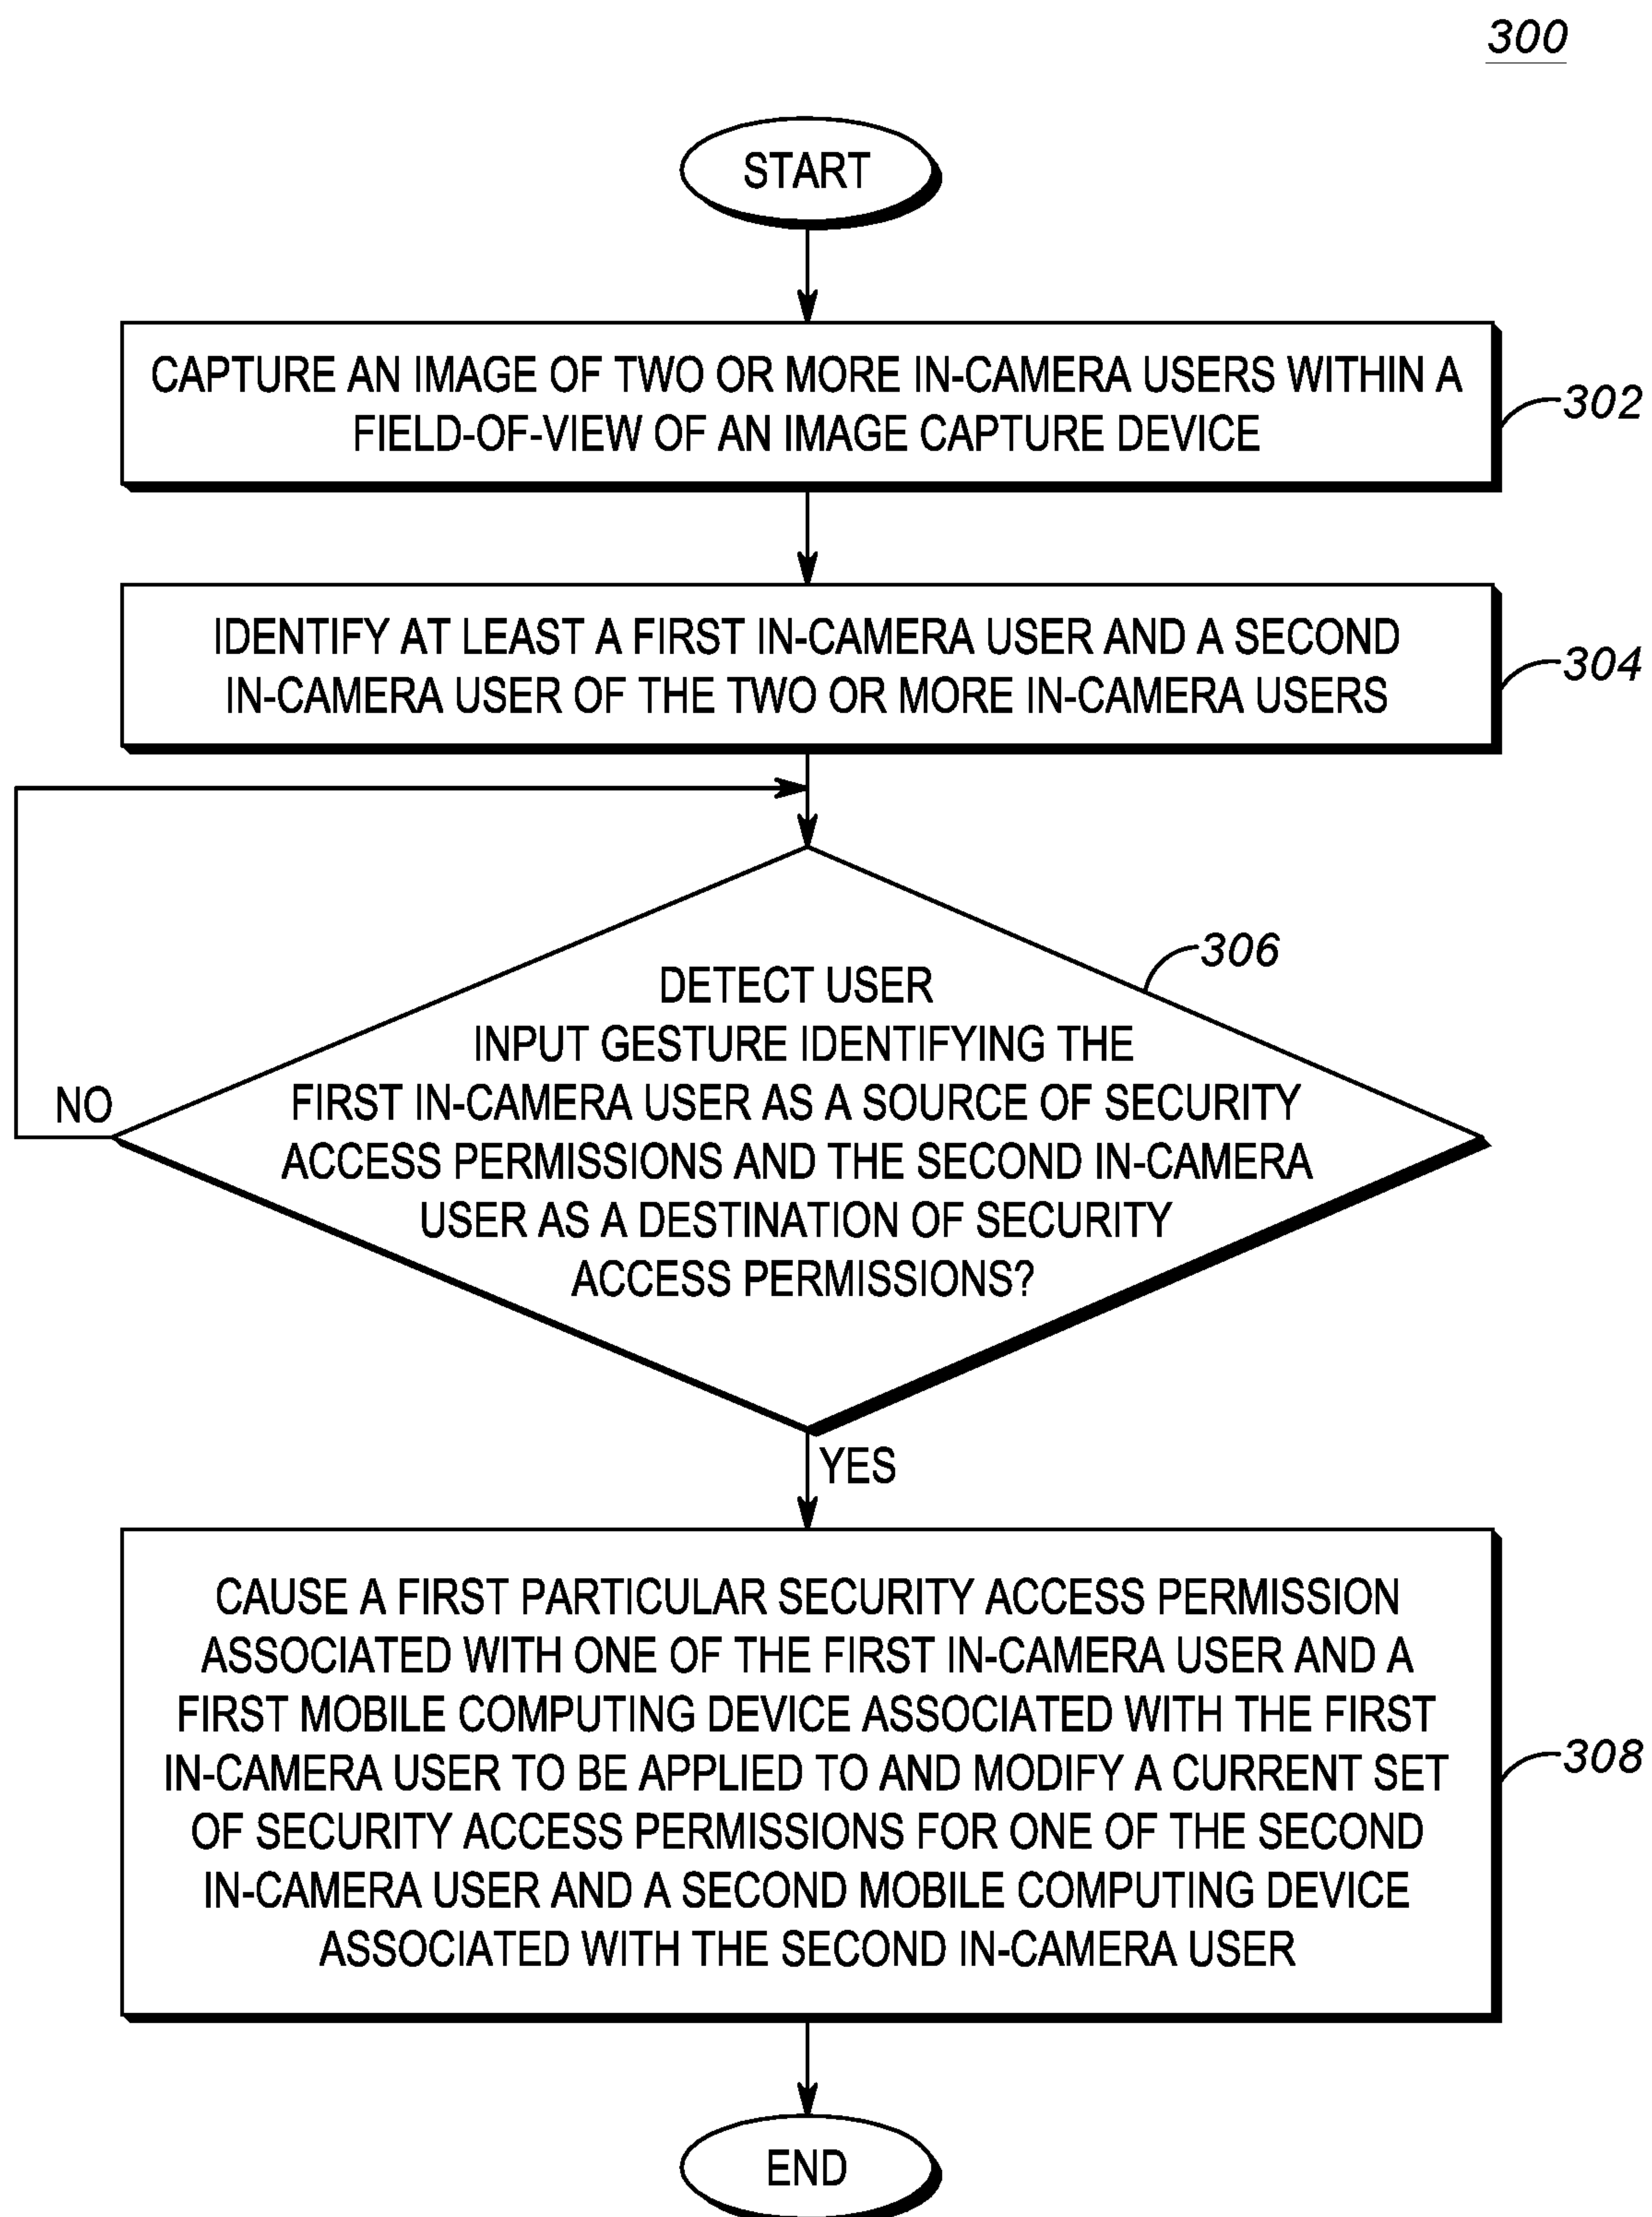 300
START
CAPTURE AN IMAGE OF TWO OR MORE IN-CAMERA USERS WITHIN A
FIELD-OF-VIEW OF AN IMAGE CAPTURE DEVICE
302
IDENTIFY AT LEAST A FIRST IN-CAMERA USER AND A SECOND
IN-CAMERA USER OF THE TWO OR MORE IN-CAMERA USERS
304
306
DETECT USER
INPUT GESTURE IDENTIFYING THE
FIRST IN-CAMERA USER AS A SOURCE OF SECURITY
ACCESS PERMISSIONS AND THE SECOND IN-CAMERA
USER AS A DESTINATION OF SECURITY
ACCESS PERMISSIONS?
NO
YES
CAUSE A FIRST PARTICULAR SECURITY ACCESS PERMISSION
ASSOCIATED WITH ONE OF THE FIRST IN-CAMERA USER AND A
FIRST MOBILE COMPUTING DEVICE ASSOCIATED WITH THE FIRST
IN-CAMERA USER TO BE APPLIED TO AND MODIFY A CURRENT SET
OF SECURITY ACCESS PERMISSIONS FOR ONE OF THE SECOND
IN-CAMERA USER AND A SECOND MOBILE COMPUTING DEVICE
ASSOCIATED WITH THE SECOND IN-CAMERA USER
308
END